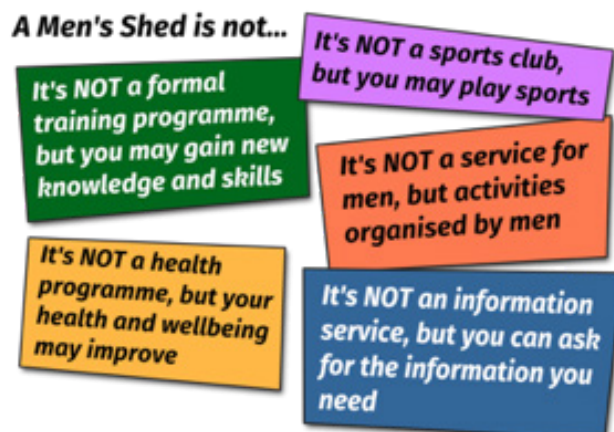 A Men's Shed is not...
It's NOT a sports club,
but you may play sports
It's NOT a formal
training programme,
but you may gain new
knowledge and skills
It's NOT a service for
men, but activities
organised by men
It's NOT a health
programme, but your
health and wellbeing
may improve
It's NOT an information
service, but you can ask
for the information you
need